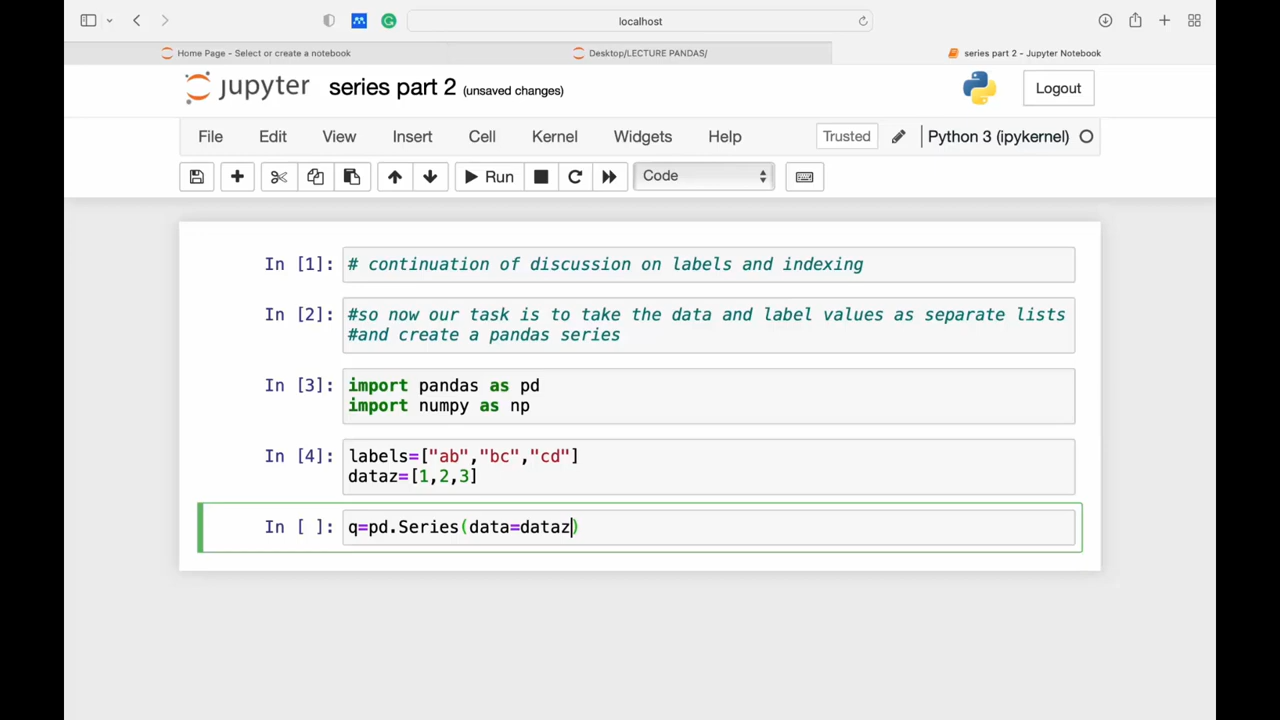 localhost
Home Page - Select or create a notebook
Desktop/LECTURE PANDAS/
series part 2 - Jupyter Notebook
jupyter series part 2 (unsaved changes)
Logout
File Edit View Insert Cell Kernel Widgets Help Trusted Python 3 (ipykernel)
Run Code
In [1]: # continuation of discussion on labels and indexing
In [2]: #so now our task is to take the data and label values as separate lists
#and create a pandas series
In [3]: import pandas as pd
import numpy as np
In [4]: labels=["ab","bc","cd"]
dataz=[1,2,3]
In [ ]: q=pd.Series(data=dataz)